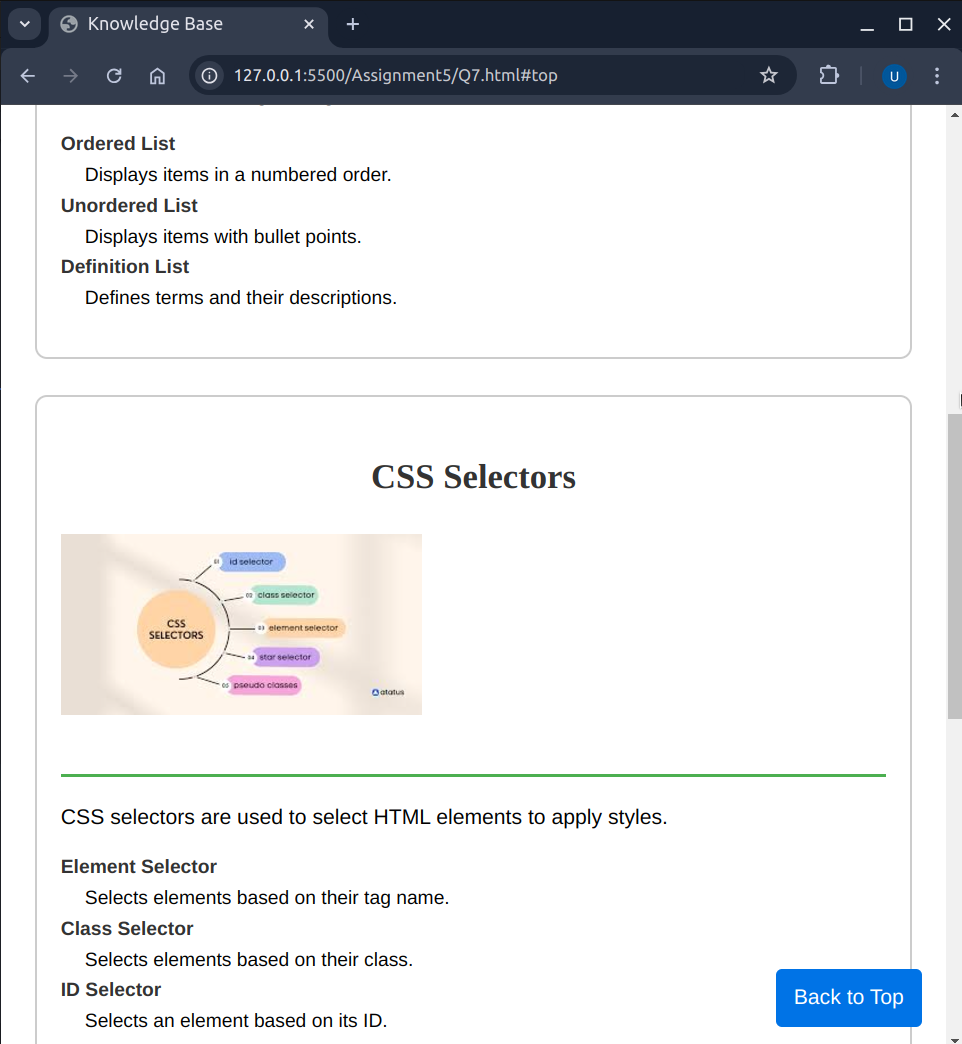 Knowledge Base
127.0.0.1:5500/Assignment5/Q7.html#top
U
Ordered List
Displays items in a numbered order.
Unordered List
Displays items with bullet points.
Definition List
Defines terms and their descriptions.
CSS Selectors
01 id selector
02 class selector
CSS
SELECTORS
03 element selector
04 star selector
05 pseudo classes
atatus
CSS selectors are used to select HTML elements to apply styles.
Element Selector
Selects elements based on their tag name.
Class Selector
Selects elements based on their class.
ID Selector
Selects an element based on its ID.
Back to Top